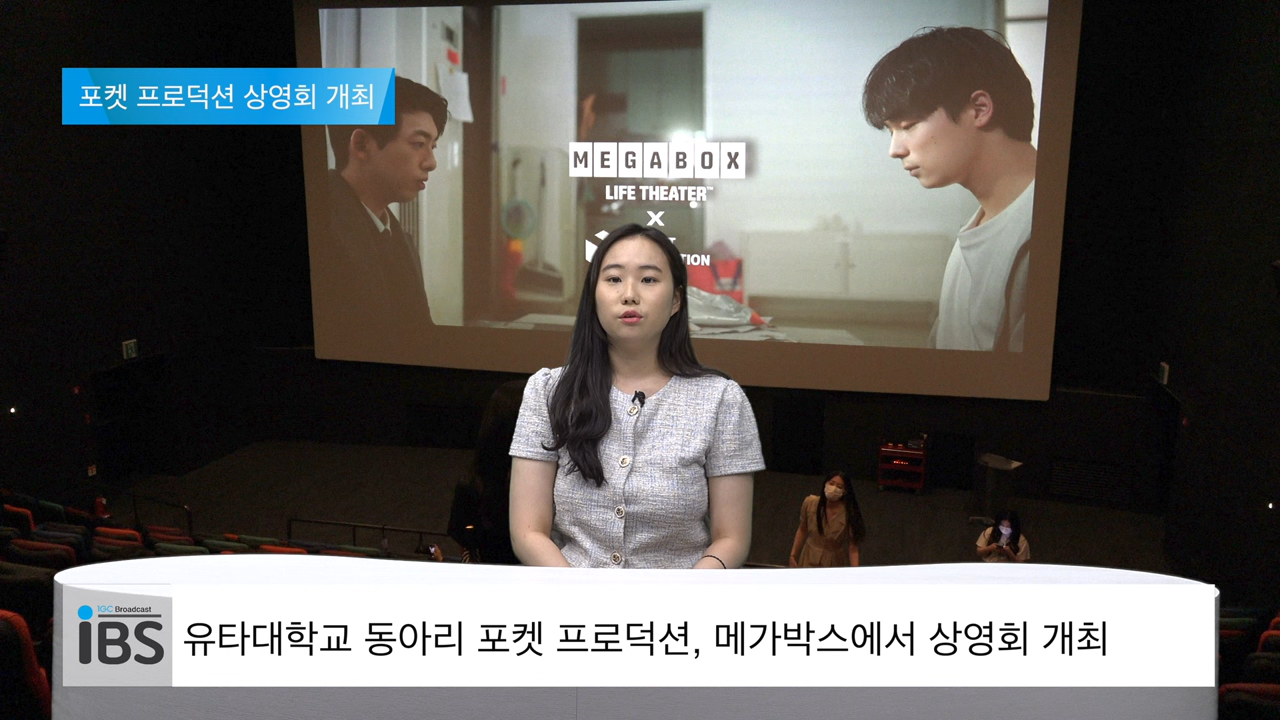 포켓 프로덕션 상영회 개최
MEGABOX
LIFE THEATER™
X
TION
IGC Broadcast
iBS
유타대학교 동아리 포켓 프로덕션, 메가박스에서 상영회 개최